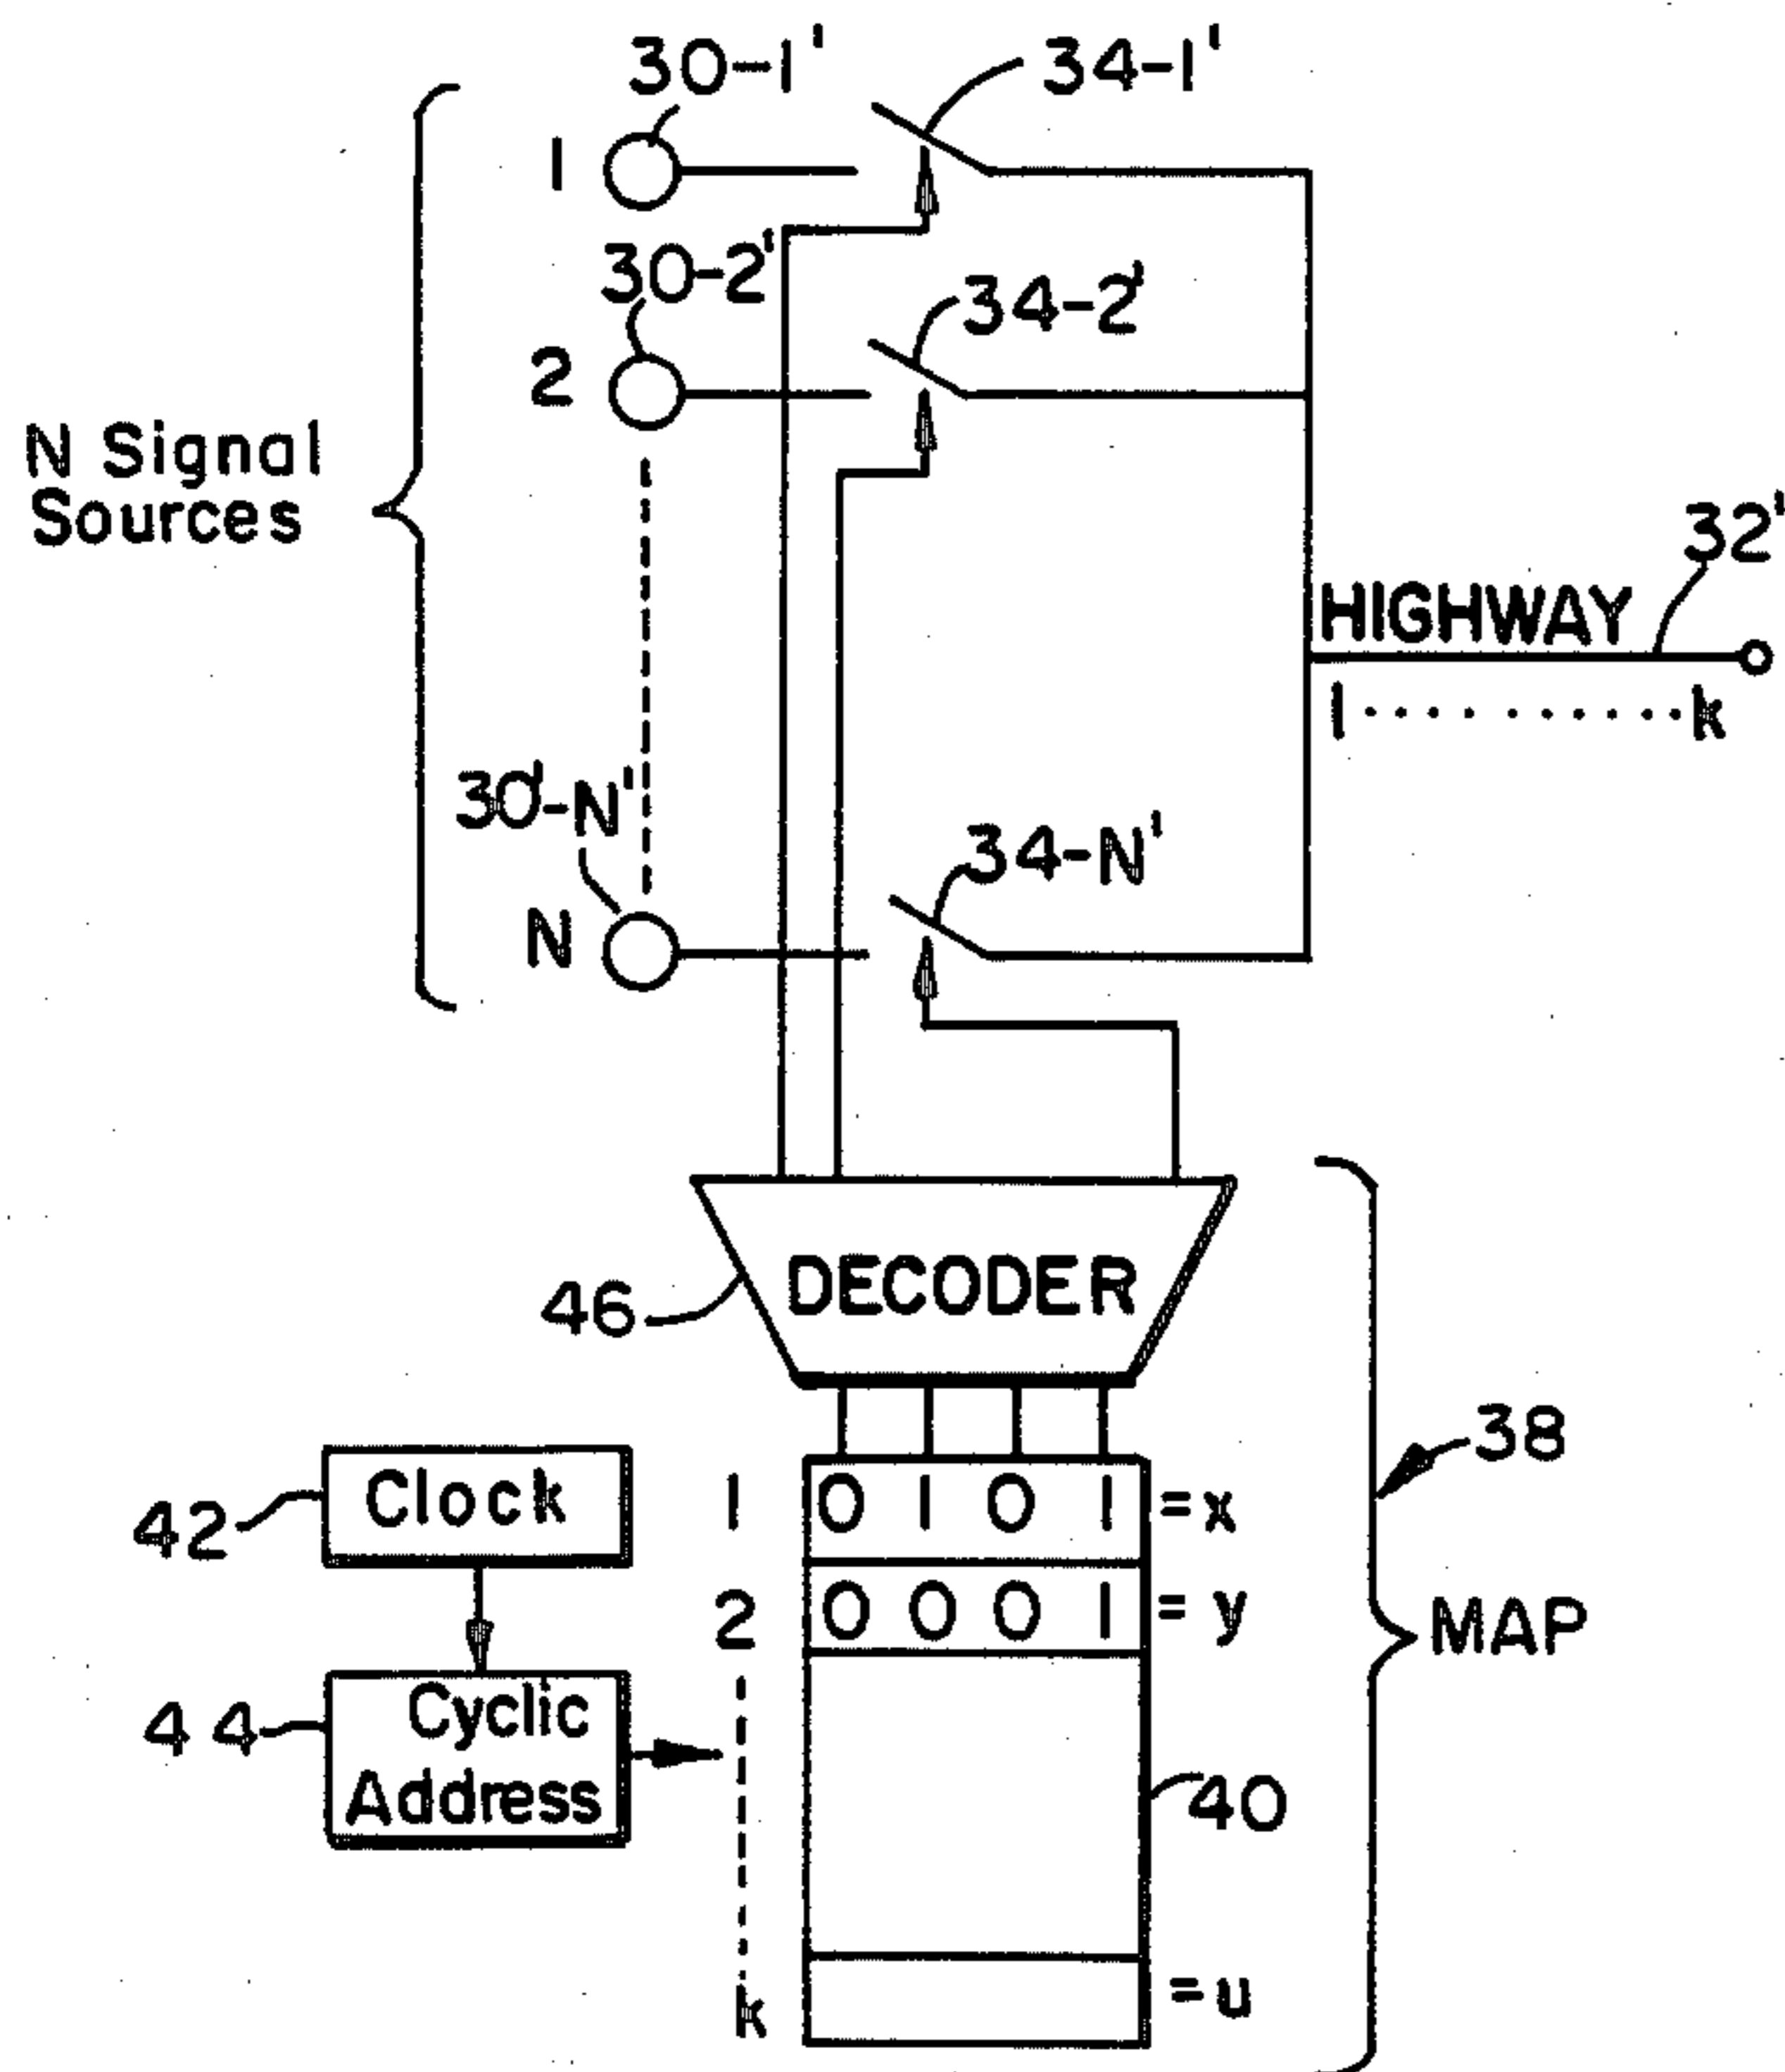 30-1'
34-1'
1
30-2'
34-2'
2
N Signal
Sources
32'
HIGHWAY
1 . . . . . . . . . . k
30'-N'
34-N'
N
DECODER
46
38
Clock
42
1 0 1 0 1 =x
2 0 0 0 1 = y
MAP
Cyclic
Address
44
40
k =u